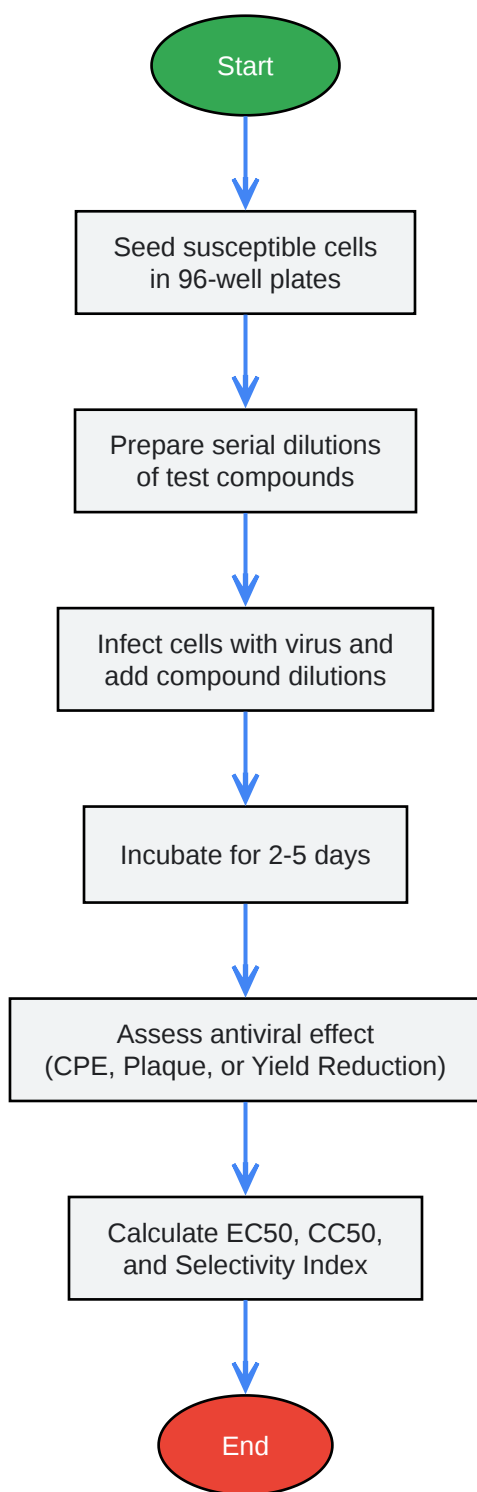 Start
Seed susceptible cells
in 96-well plates
Prepare serial dilutions
of test compounds
Infect cells with virus and
add compound dilutions
Incubate for 2-5 days
Assess antiviral effect
(CPE, Plaque, or Yield Reduction)
Calculate EC50, CC50,
and Selectivity Index
End